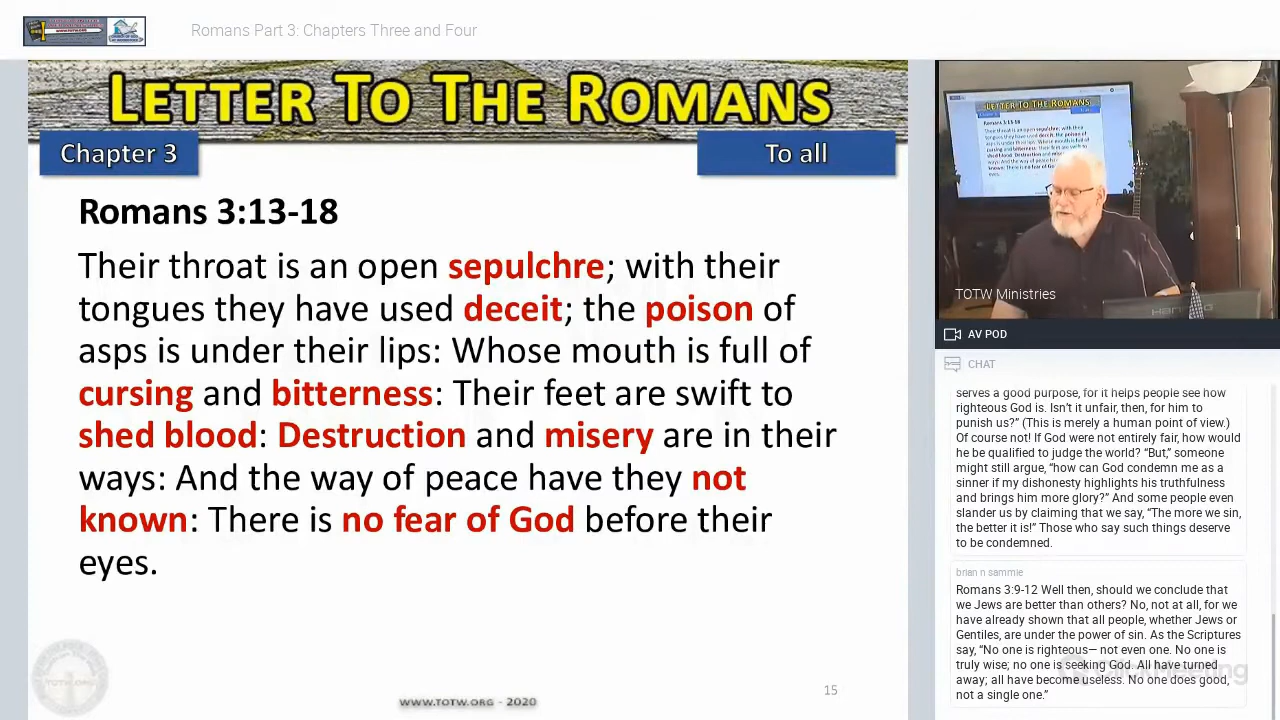 Romans Part 3: Chapters Three and Four
LETTER TO THE ROMANS
Chapter 3
To all
Romans 3:13-18
Their throat is an open sepulchre; with their
tongues they have used deceit; the poison of
asps is under their lips: Whose mouth is full of
cursing and bitterness: Their feet are swift to
shed blood: Destruction and misery are in their
ways: And the way of peace have they not
known: There is no fear of God before their
eyes.
WWW.TOTW.ORG - 2020
15
LETTER TO THE ROMANS
Romans 3:13-18
TOTW Ministries
AV POD
CHAT
serves a good purpose, for it helps people see how
righteous God is. Isn't it unfair, then, for him to
punish us?" (This is merely a human point of view.)
Of course not! If God were not entirely fair, how would
he be qualified to judge the world? "But," someone
might still argue, "how can God condemn me as a
sinner if my dishonesty highlights his truthfulness
and brings him more glory?" And some people even
slander us by claiming that we say, "The more we sin,
the better it is!" Those who say such things deserve
to be condemned.
brian n sammie
Romans 3:9-12 Well then, should we conclude that
we Jews are better than others? No, not at all, for we
have already shown that all people, whether Jews or
Gentiles, are under the power of sin. As the Scriptures
say, "No one is righteous— not even one. No one is
truly wise; no one is seeking God. All have turned
away; all have become useless. No one does good,
not a single one."